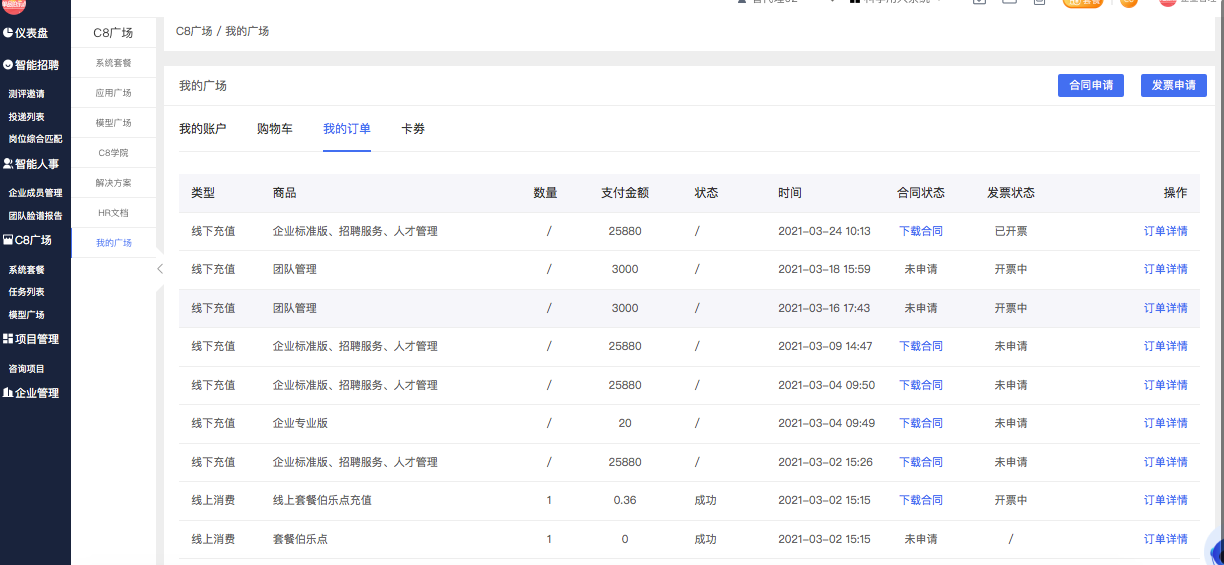 仪表盘
智能招聘
测评邀请
投递列表
岗位综合匹配
智能人事
企业成员管理
团队脸谱报告
C8广场
系统套餐
任务列表
模型广场
项目管理
咨询项目
企业管理
C8广场
系统套餐
应用广场
模型广场
C8学院
解决方案
HR文档
我的广场
C8广场 / 我的广场
我的广场
合同申请 发票申请
我的账户 购物车 我的订单 卡券
类型 商品 数量 支付金额 状态 时间 合同状态 发票状态 操作
线下充值 企业标准版、招聘服务、人才管理 / 25880 / 2021-03-24 10:13 下载合同 已开票 订单详情
线下充值 团队管理 / 3000 / 2021-03-18 15:59 未申请 开票中 订单详情
线下充值 团队管理 / 3000 / 2021-03-16 17:43 未申请 开票中 订单详情
线下充值 企业标准版、招聘服务、人才管理 / 25880 / 2021-03-09 14:47 下载合同 未申请 订单详情
线下充值 企业标准版、招聘服务、人才管理 / 25880 / 2021-03-04 09:50 下载合同 未申请 订单详情
线下充值 企业专业版 / 20 / 2021-03-04 09:49 下载合同 未申请 订单详情
线下充值 企业标准版、招聘服务、人才管理 / 25880 / 2021-03-02 15:26 下载合同 未申请 订单详情
线上消费 线上套餐伯乐点充值 1 0.36 成功 2021-03-02 15:15 下载合同 开票中 订单详情
线上消费 套餐伯乐点 1 0 成功 2021-03-02 15:15 未申请 / 订单详情